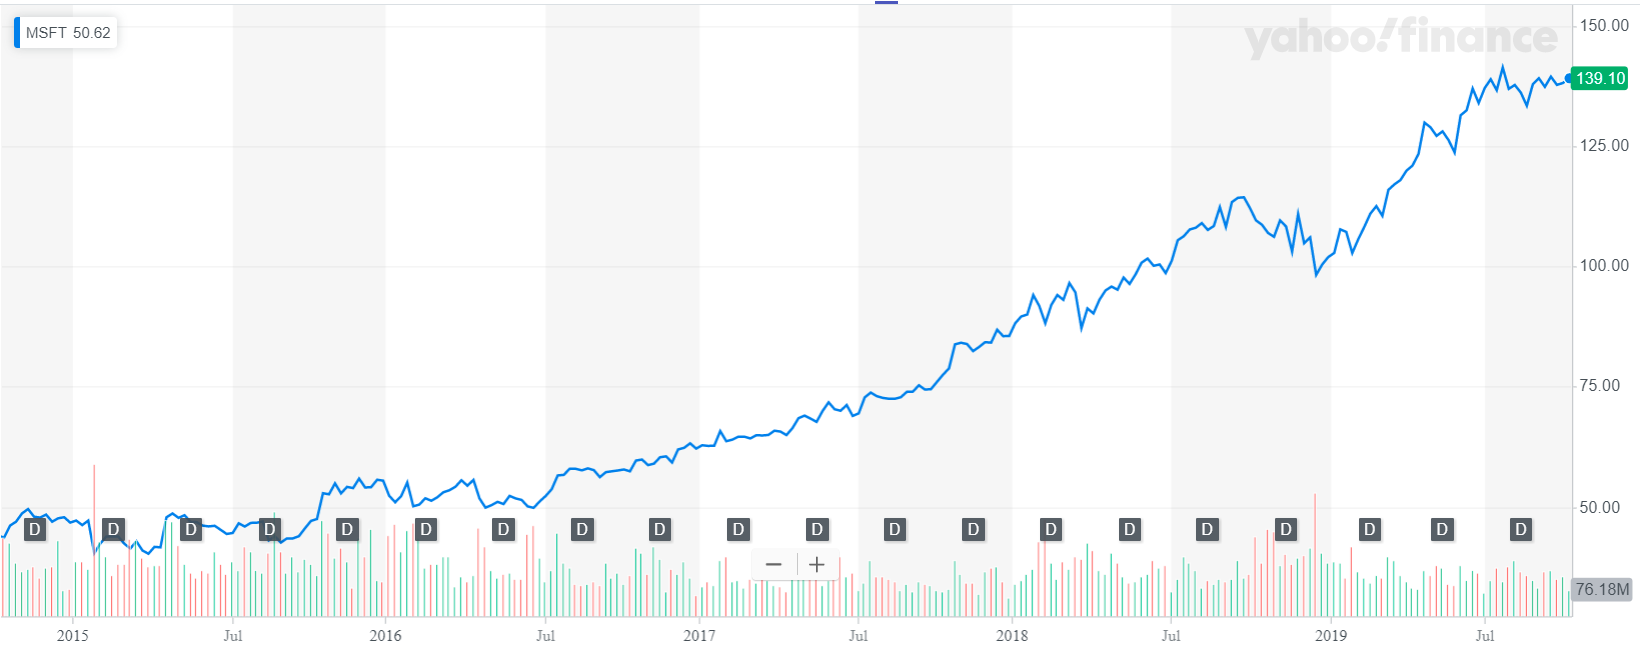 MSFT 50.62
yahoo!finance
150.00
139.10
125.00
100.00
75.00
50.00
D D D D D D D D D D D D D D D D D D D D
− +
76.18M
2015 Jul 2016 Jul 2017 Jul 2018 Jul 2019 Jul